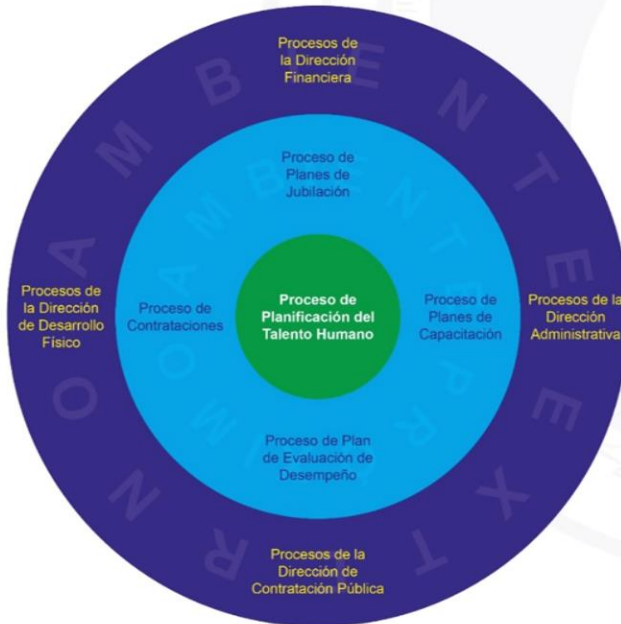 Procesos de
la Dirección
Financiera
Proceso de
Planes de
Jubilación
Procesos de
la Dirección
de Desarrollo
Físico
Proceso de
Contrataciones
Proceso de
Planificación del
Talento Humano
Proceso de
Planes de
Capacitación
Procesos de la
Dirección
Administrativa
Proceso de Plan
de Evaluación de
Desempeño
Procesos de la
Dirección de
Contratación Pública
AMBIENTE EXTERNO
AMBIENTE PRÓXIMO